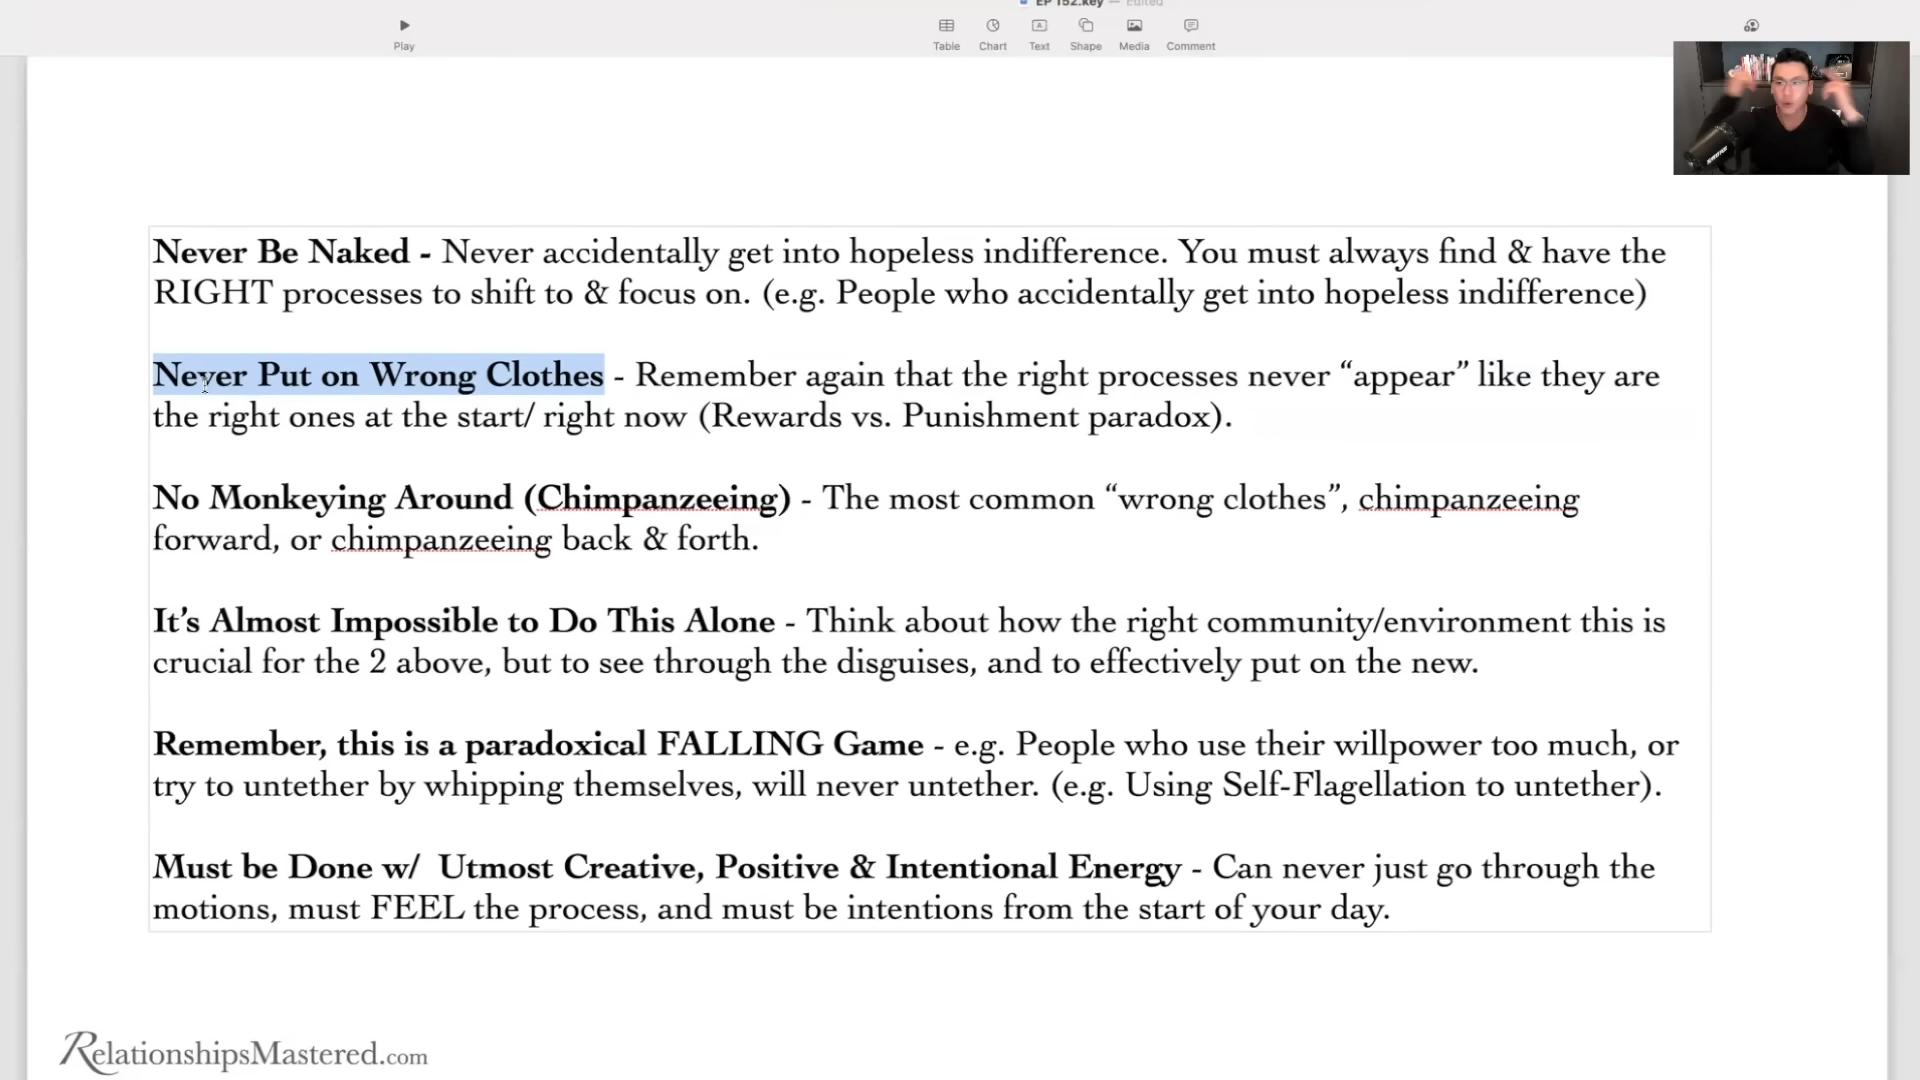 EP 152.key — Edited
Play
Table
Chart
Text
Shape
Media
Comment
Never Be Naked - Never accidentally get into hopeless indifference. You must always find & have the
RIGHT processes to shift to & focus on. (e.g. People who accidentally get into hopeless indifference)
Never Put on Wrong Clothes - Remember again that the right processes never “appear” like they are
the right ones at the start/ right now (Rewards vs. Punishment paradox).
No Monkeying Around (Chimpanzeeing) - The most common “wrong clothes”, chimpanzeeing
forward, or chimpanzeeing back & forth.
It’s Almost Impossible to Do This Alone - Think about how the right community/environment this is
crucial for the 2 above, but to see through the disguises, and to effectively put on the new.
Remember, this is a paradoxical FALLING Game - e.g. People who use their willpower too much, or
try to untether by whipping themselves, will never untether. (e.g. Using Self-Flagellation to untether).
Must be Done w/  Utmost Creative, Positive & Intentional Energy - Can never just go through the
motions, must FEEL the process, and must be intentions from the start of your day.
RelationshipsMastered.com